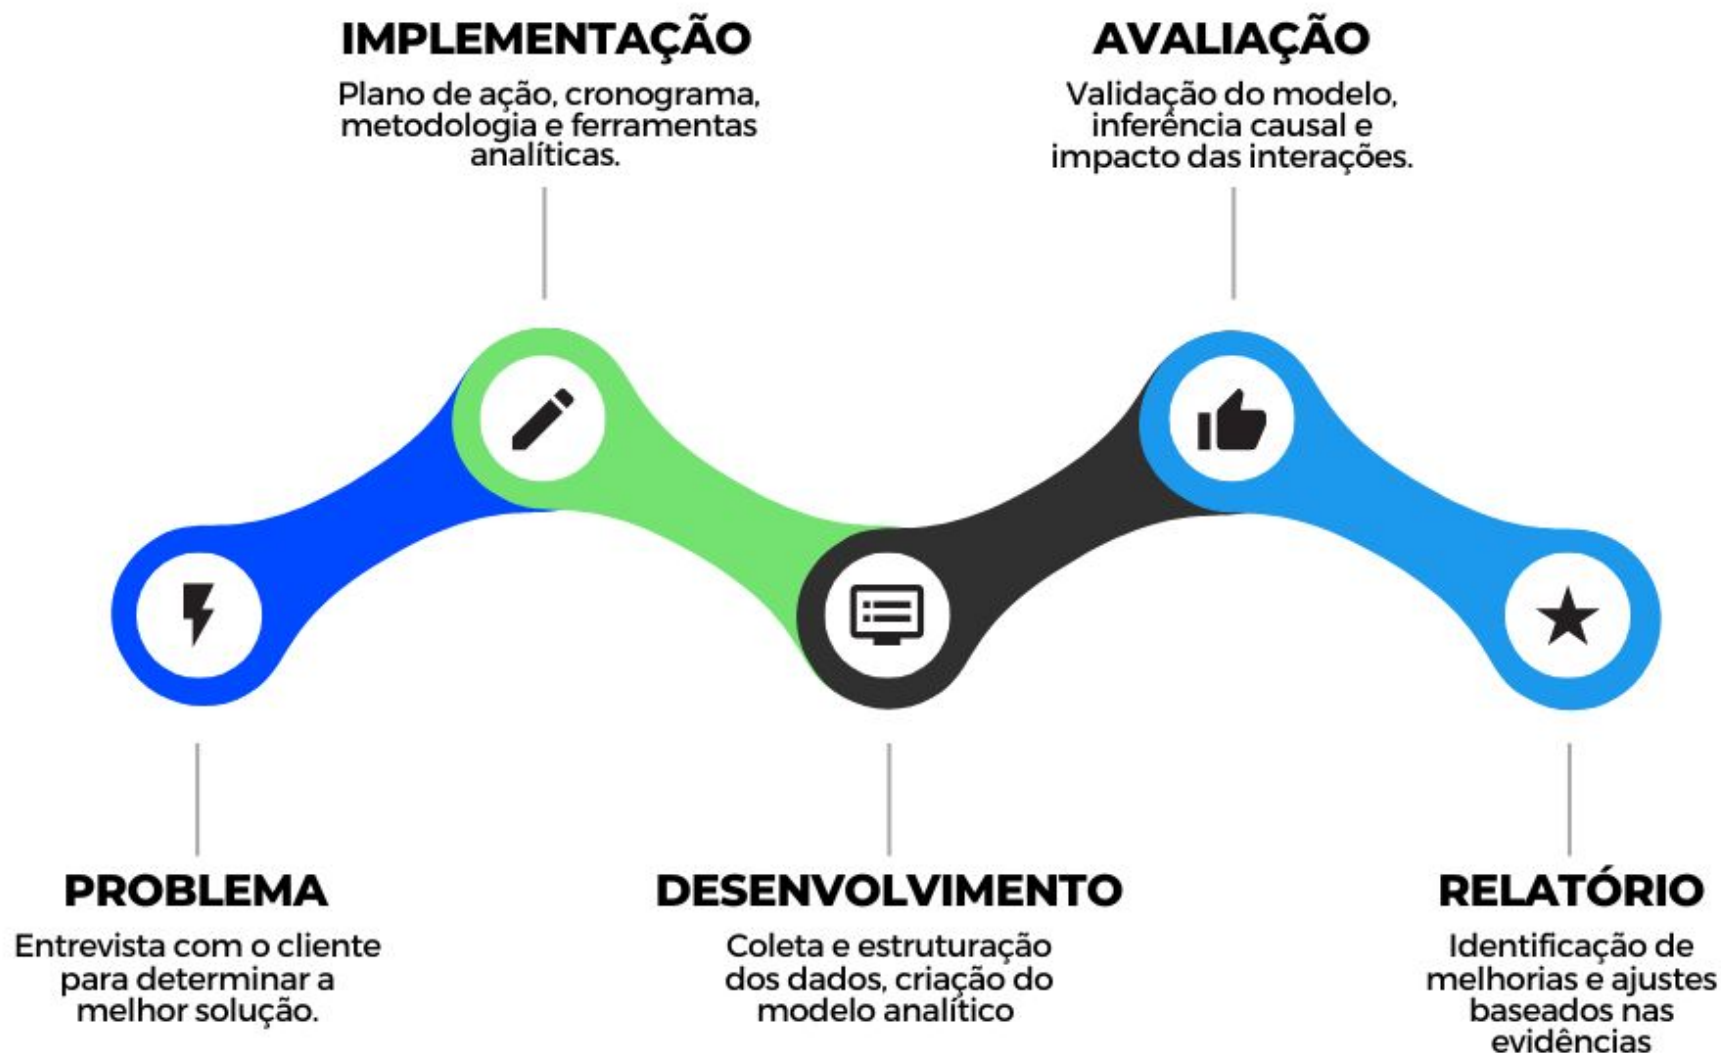 IMPLEMENTAÇÃO
Plano de ação, cronograma,
metodologia e ferramentas
analíticas.
AVALIAÇÃO
Validação do modelo,
inferência causal e
impacto das interações.
PROBLEMA
Entrevista com o cliente
para determinar a
melhor solução.
DESENVOLVIMENTO
Coleta e estruturação
dos dados, criação do
modelo analítico
RELATÓRIO
Identificação de
melhorias e ajustes
baseados nas
evidências